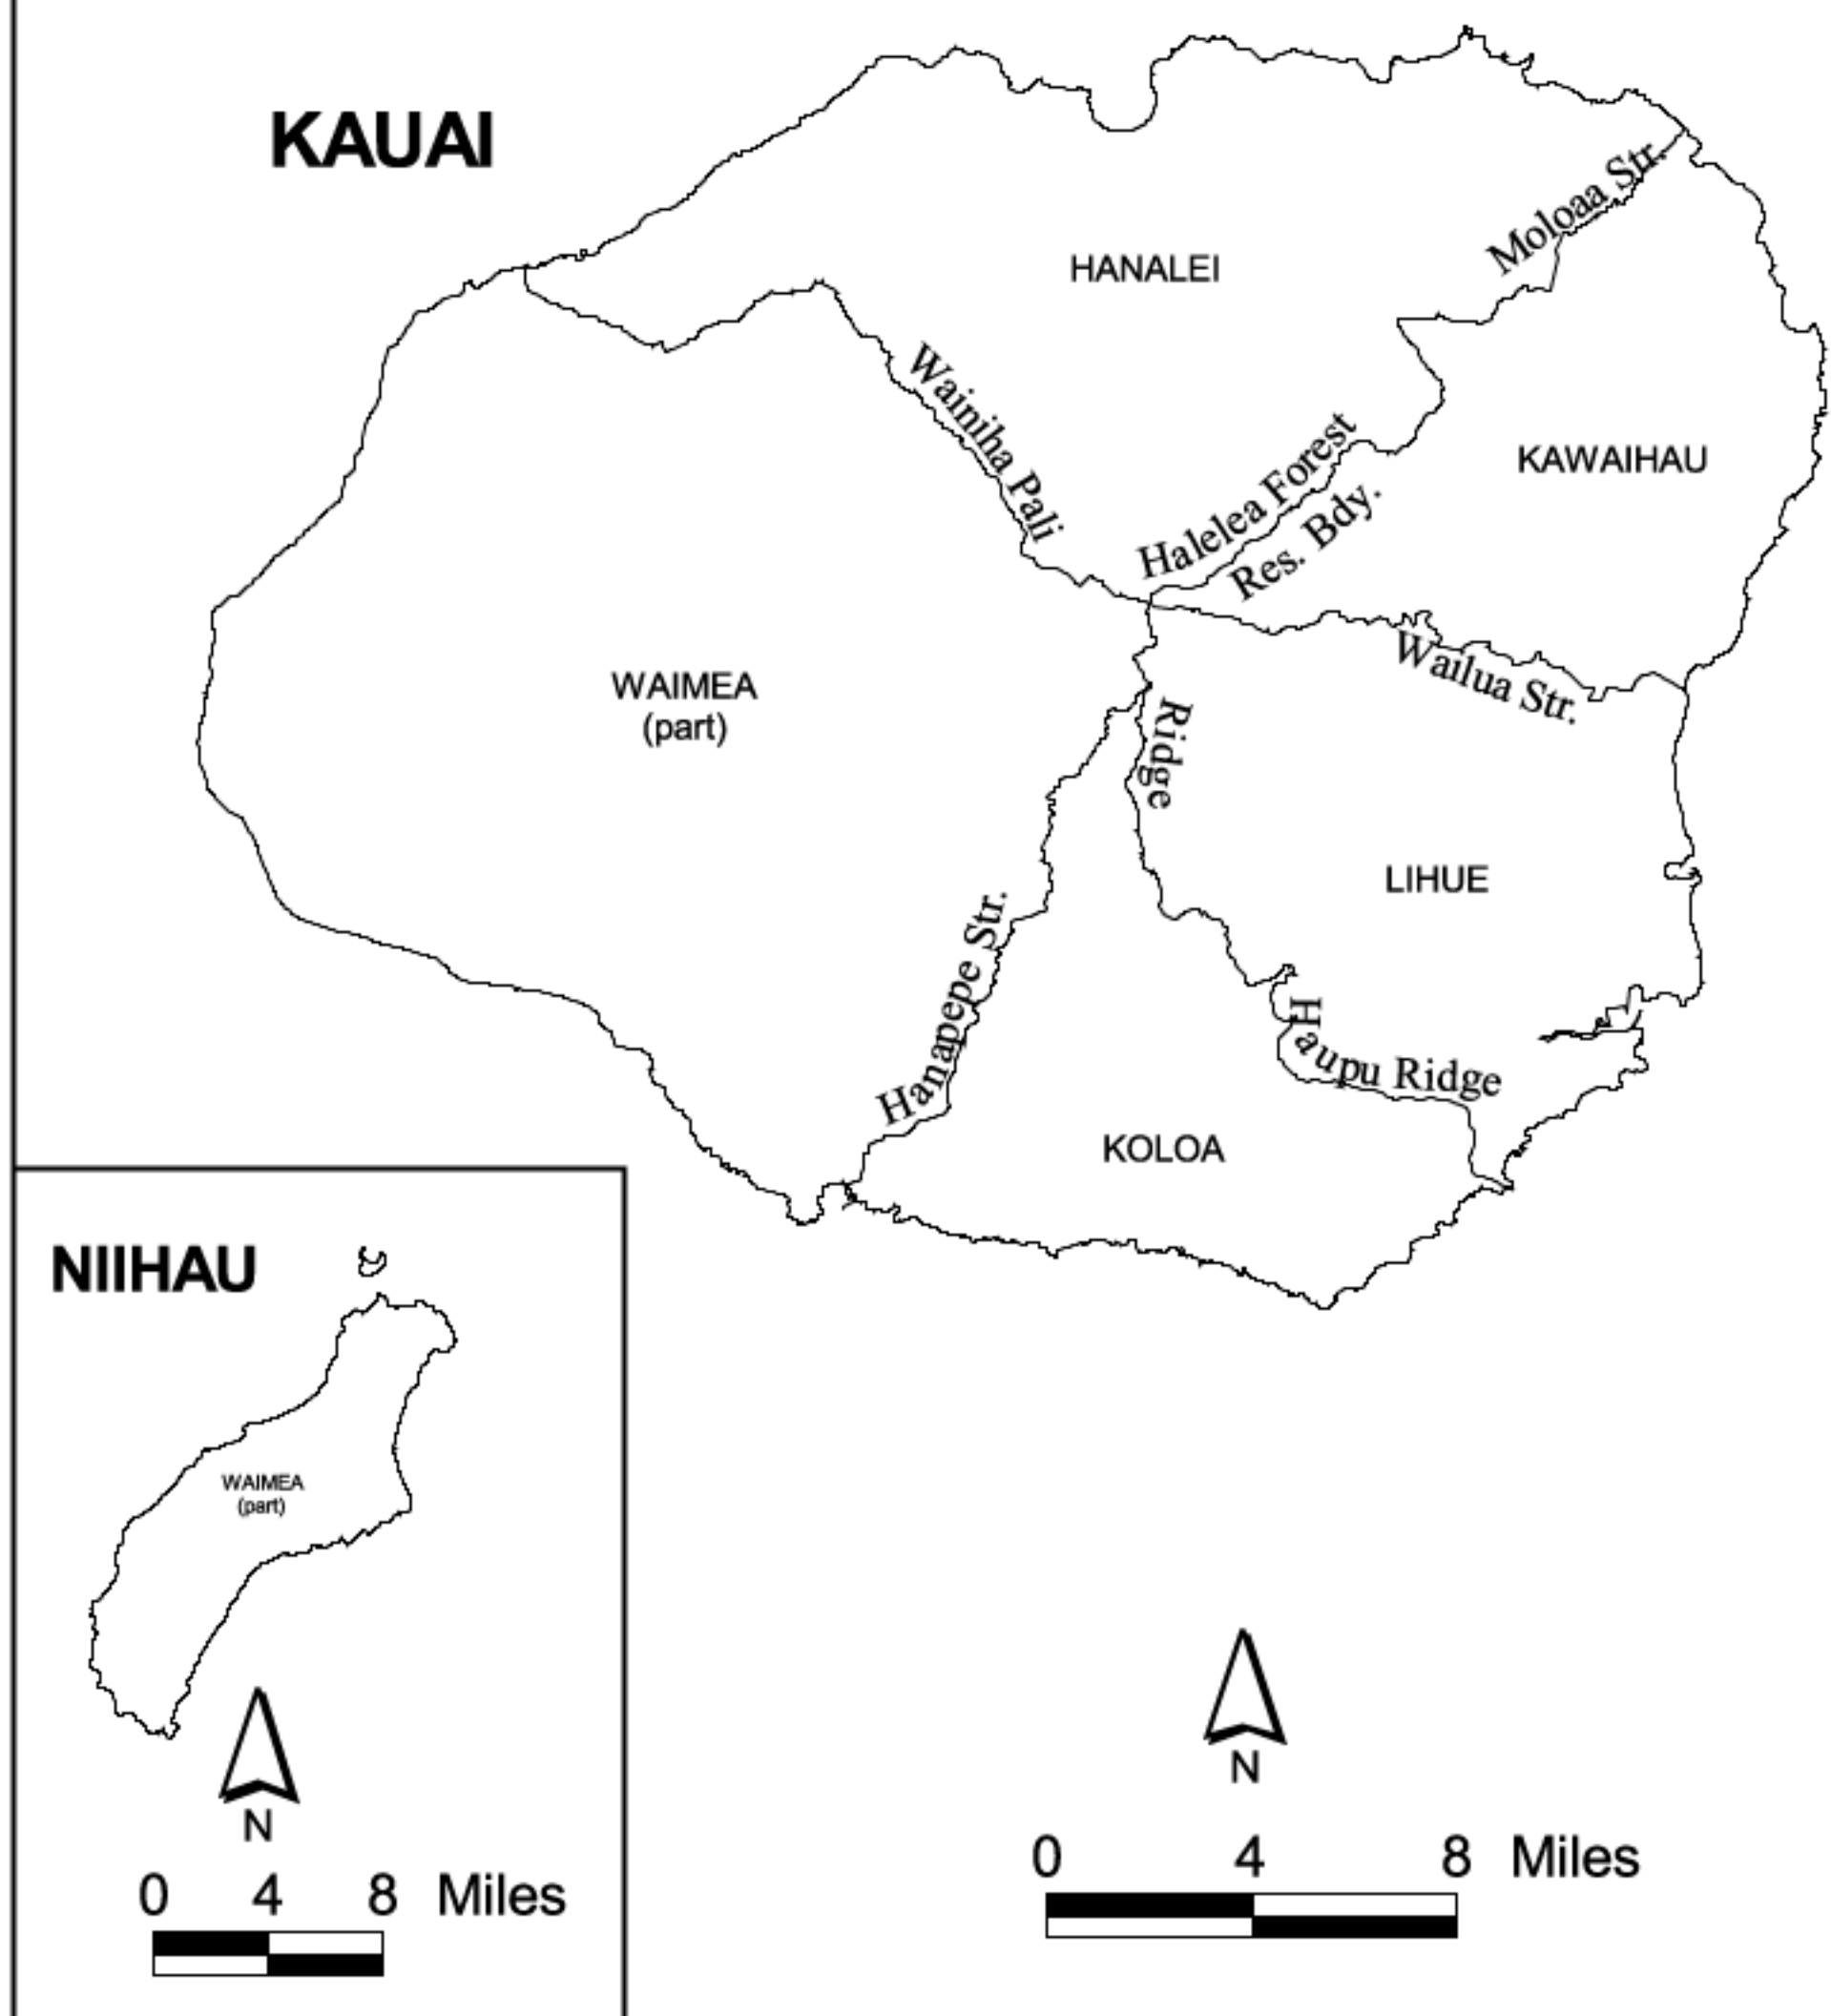 KAUAI
HANALEI
Moloaa Str.
Wainiha Pali
KAWAIHAU
Halelea Forest
Res. Bdy.
WAIMEA
(part)
Wailua Str.
Ridge
LIHUE
Hanapepe Str.
Haupu Ridge
KOLOA
NIIHAU
WAIMEA
(part)
N
0 4 8 Miles
N
0 4 8 Miles